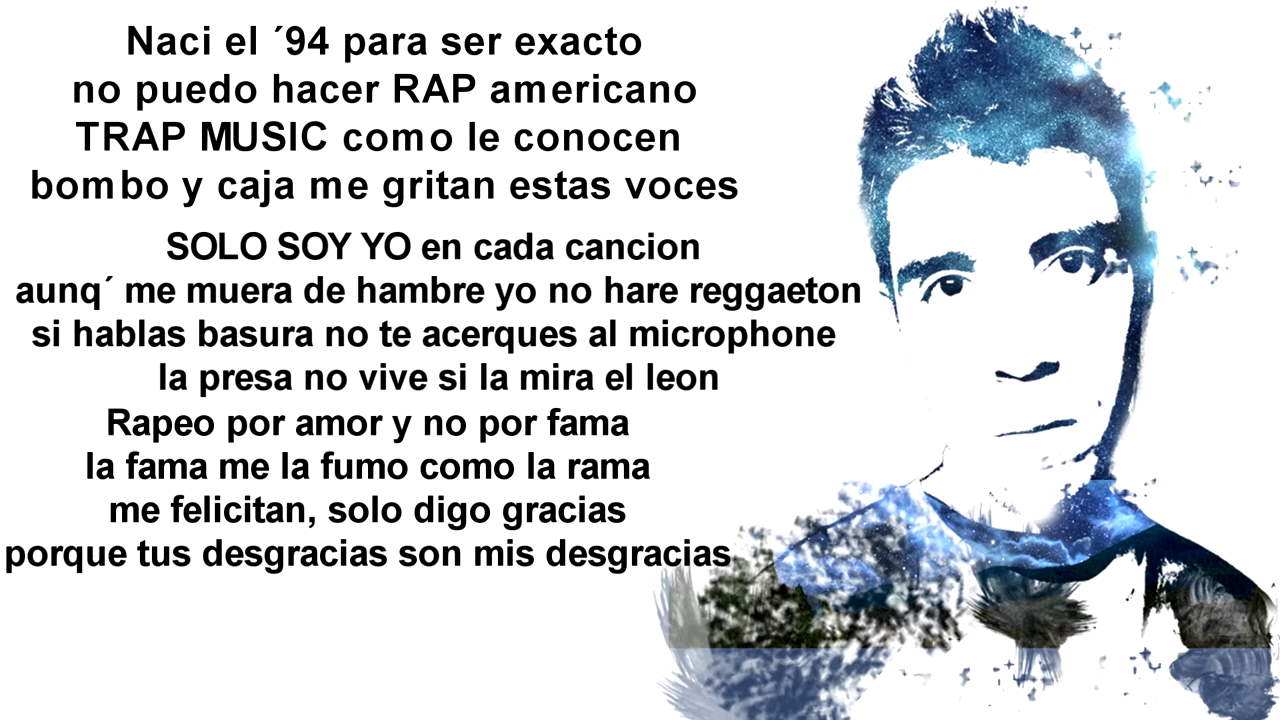 Naci el ´94 para ser exacto
no puedo hacer RAP americano
TRAP MUSIC como le conocen
bombo y caja me gritan estas voces
SOLO SOY YO en cada cancion
aunq´ me muera de hambre yo no hare reggaeton
si hablas basura no te acerques al microphone
la presa no vive si la mira el leon
Rapeo por amor y no por fama
la fama me la fumo como la rama
me felicitan, solo digo gracias
porque tus desgracias son mis desgracias